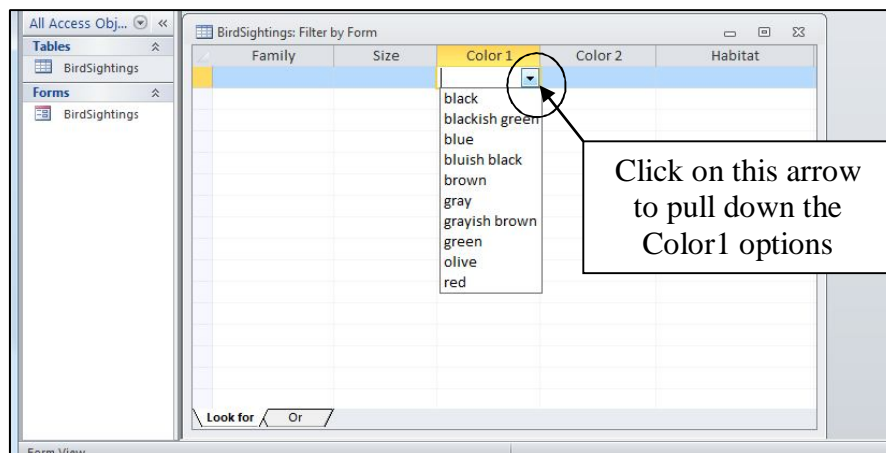 All Access Obj... «
Tables
BirdSightings
Forms
BirdSightings
BirdSightings: Filter by Form
Family Size Color 1 Color 2 Habitat
black
blackish green
blue
bluish black
brown
gray
grayish brown
green
olive
red
Click on this arrow
to pull down the
Color1 options
Look for Or
Form View